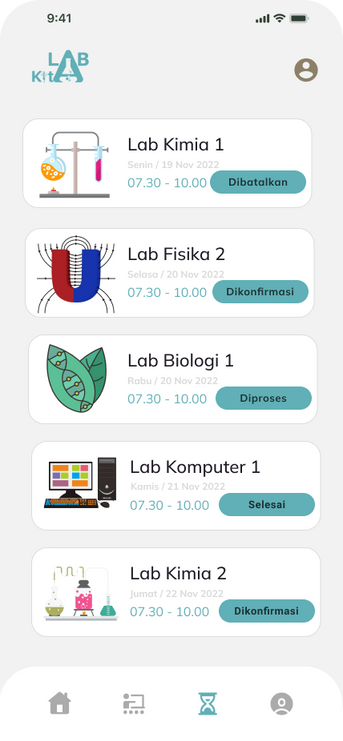 9:41
LAB
Kit
Lab Kimia 1
Senin / 19 Nov 2022
07.30 - 10.00
Dibatalkan
Lab Fisika 2
Selasa / 20 Nov 2022
07.30 - 10.00
Dikonfirmasi
Lab Biologi 1
Rabu / 20 Nov 2022
07.30 - 10.00
Diproses
Lab Komputer 1
Kamis / 21 Nov 2022
07.30 - 10.00
Selesai
Lab Kimia 2
Jumat / 22 Nov 2022
07.30 - 10.00
Dikonfirmasi